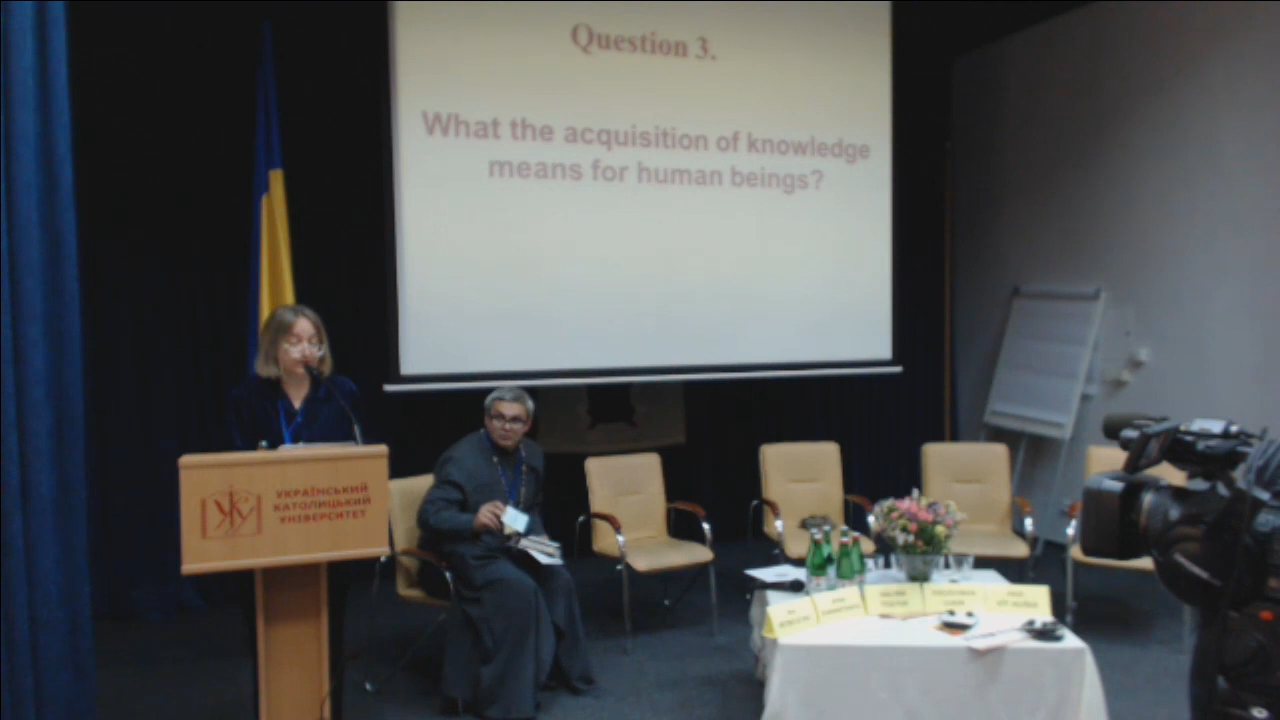 Question 3.
What the acquisition of knowledge
means for human beings?
УКРАЇНСЬКИЙ
КАТОЛИЦЬКИЙ
УНІВЕРСИТЕТ